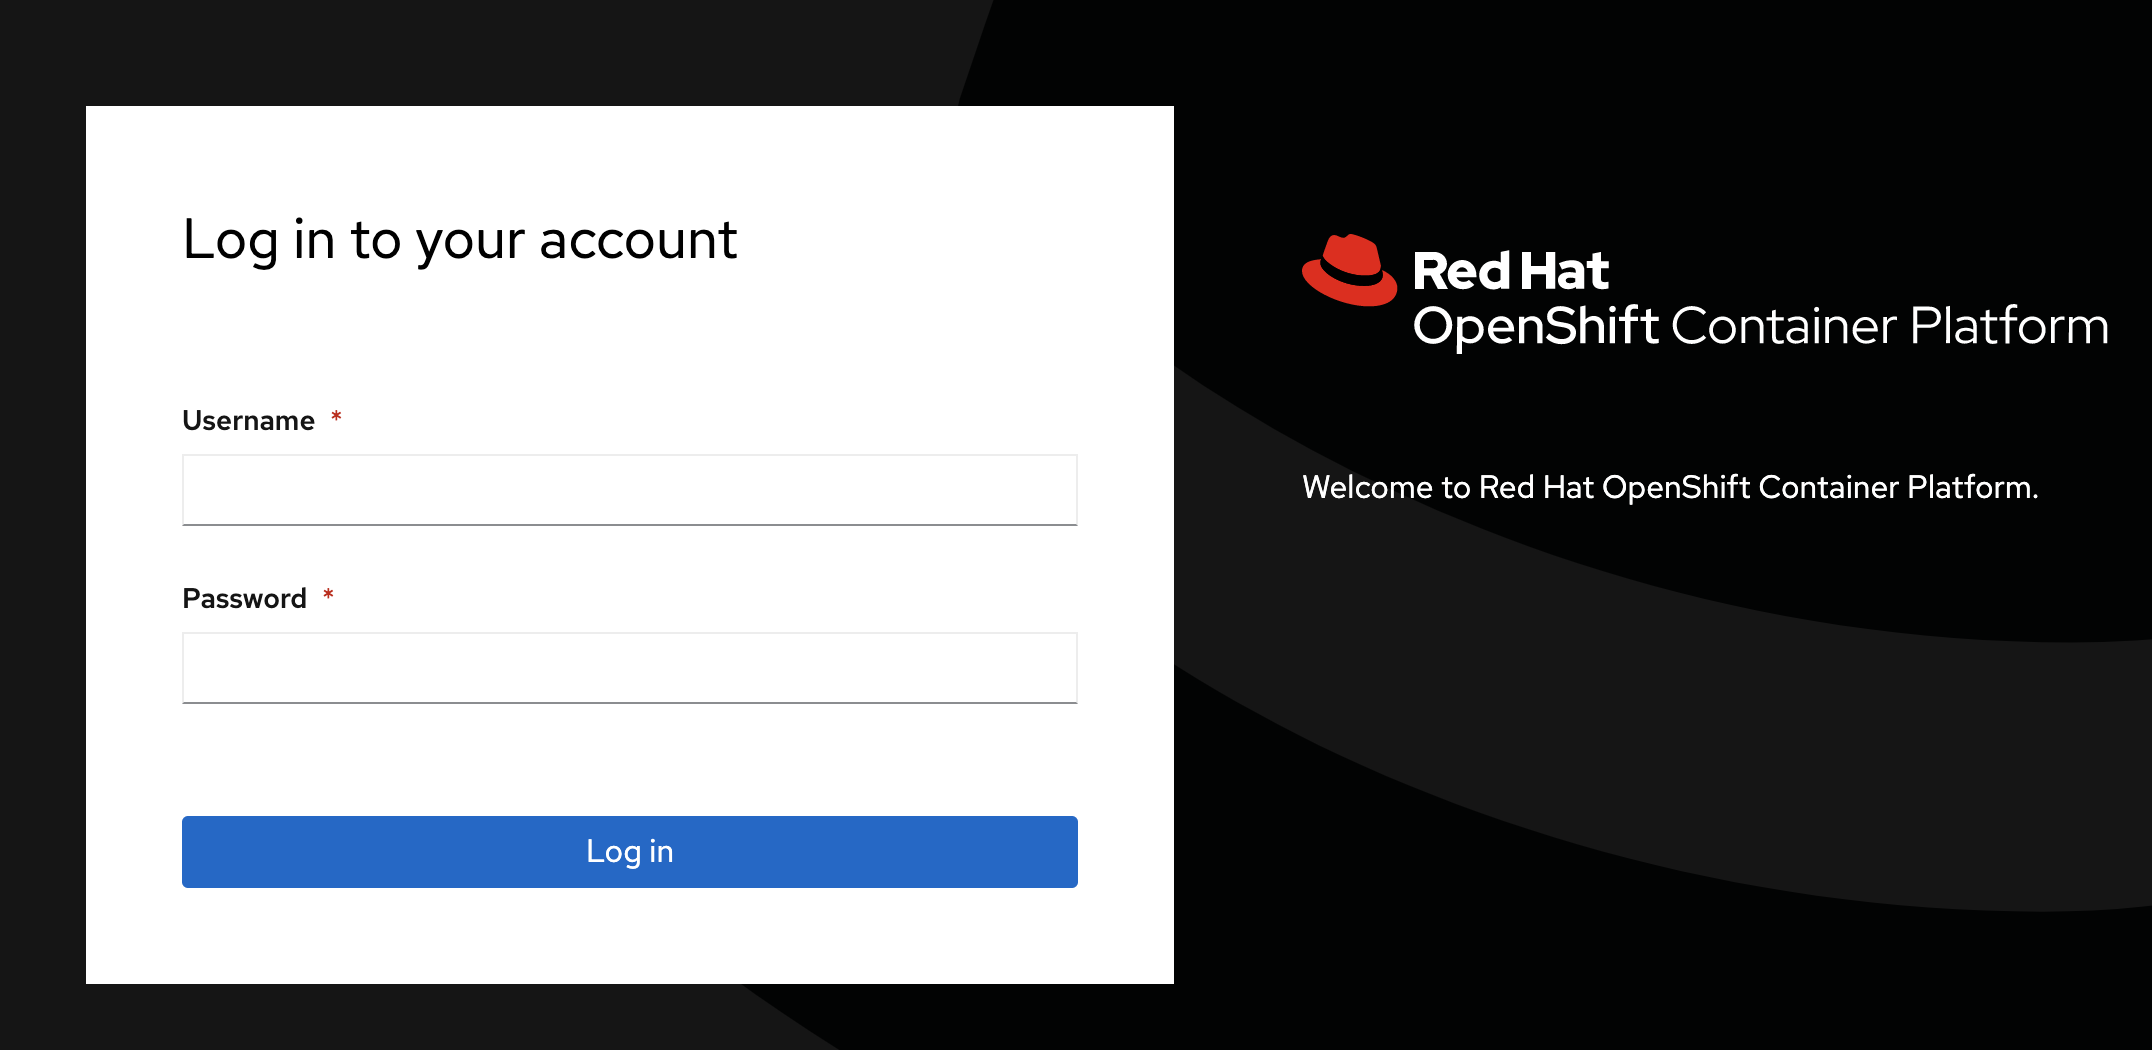 Log in to your account
Username *
Password *
Log in
Red Hat
OpenShift Container Platform
Welcome to Red Hat OpenShift Container Platform.